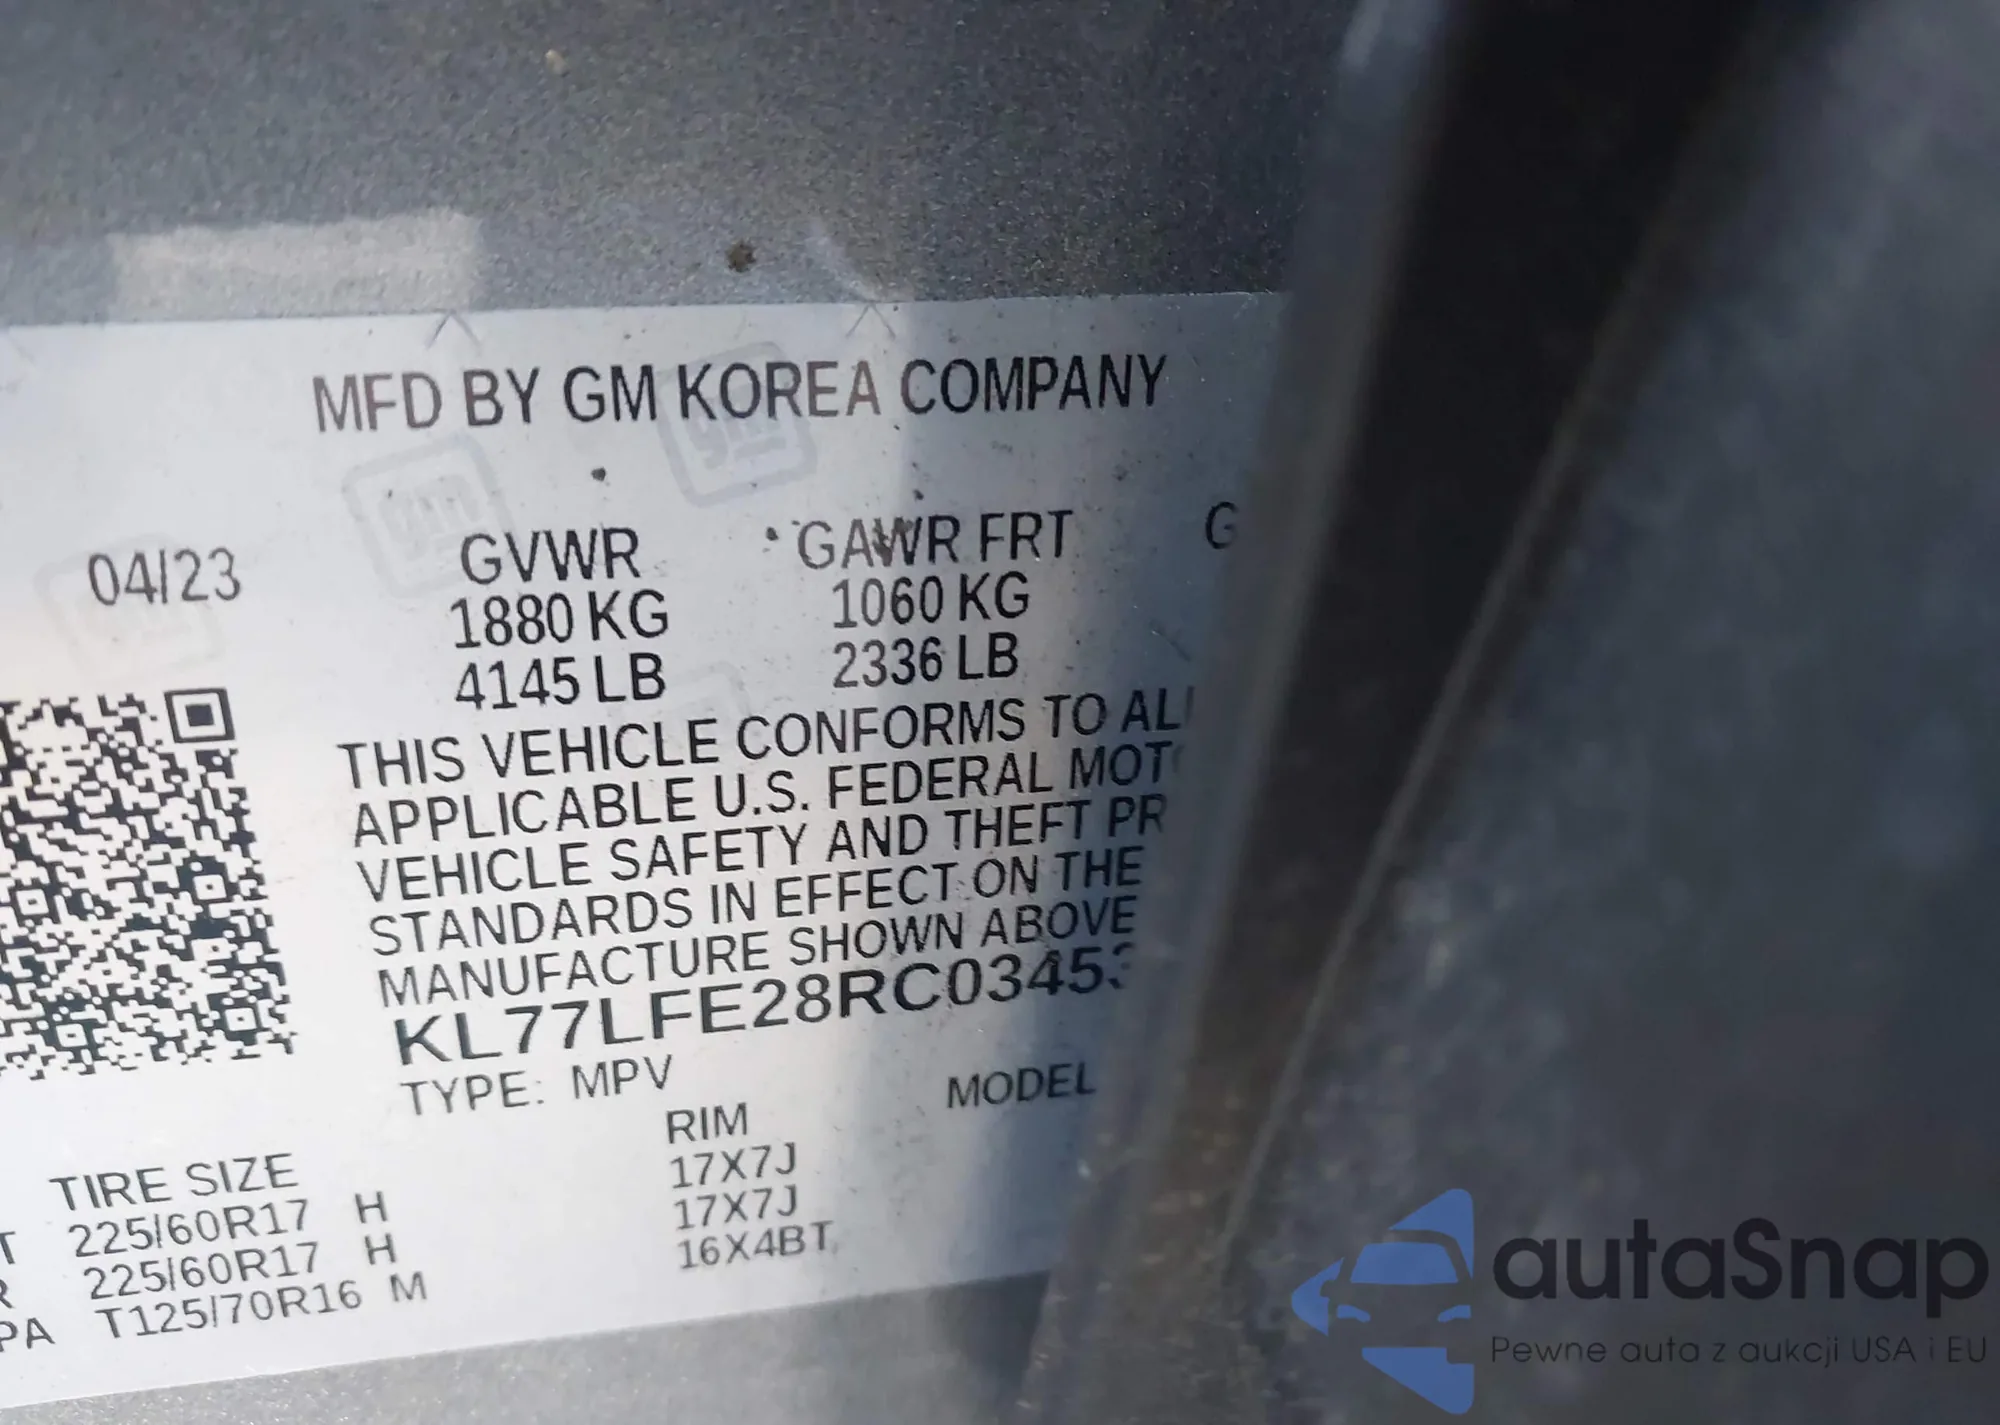 MFD BY GM KOREA COMPANY
04/23 GVWR GAWR FRT G
1880 KG 1060 KG
4145 LB 2336 LB
THIS VEHICLE CONFORMS TO AL
APPLICABLE U.S. FEDERAL MOT
VEHICLE SAFETY AND THEFT PR
STANDARDS IN EFFECT ON THE
MANUFACTURE SHOWN ABOVE
KL77LFE28RC03453
TYPE: MPV MODEL
TIRE SIZE RIM
T 225/60R17 H 17X7J
R 225/60R17 H 17X7J
PA T125/70R16 M 16X4BT
autaSnap
Pewne auta z aukcji USA i EU